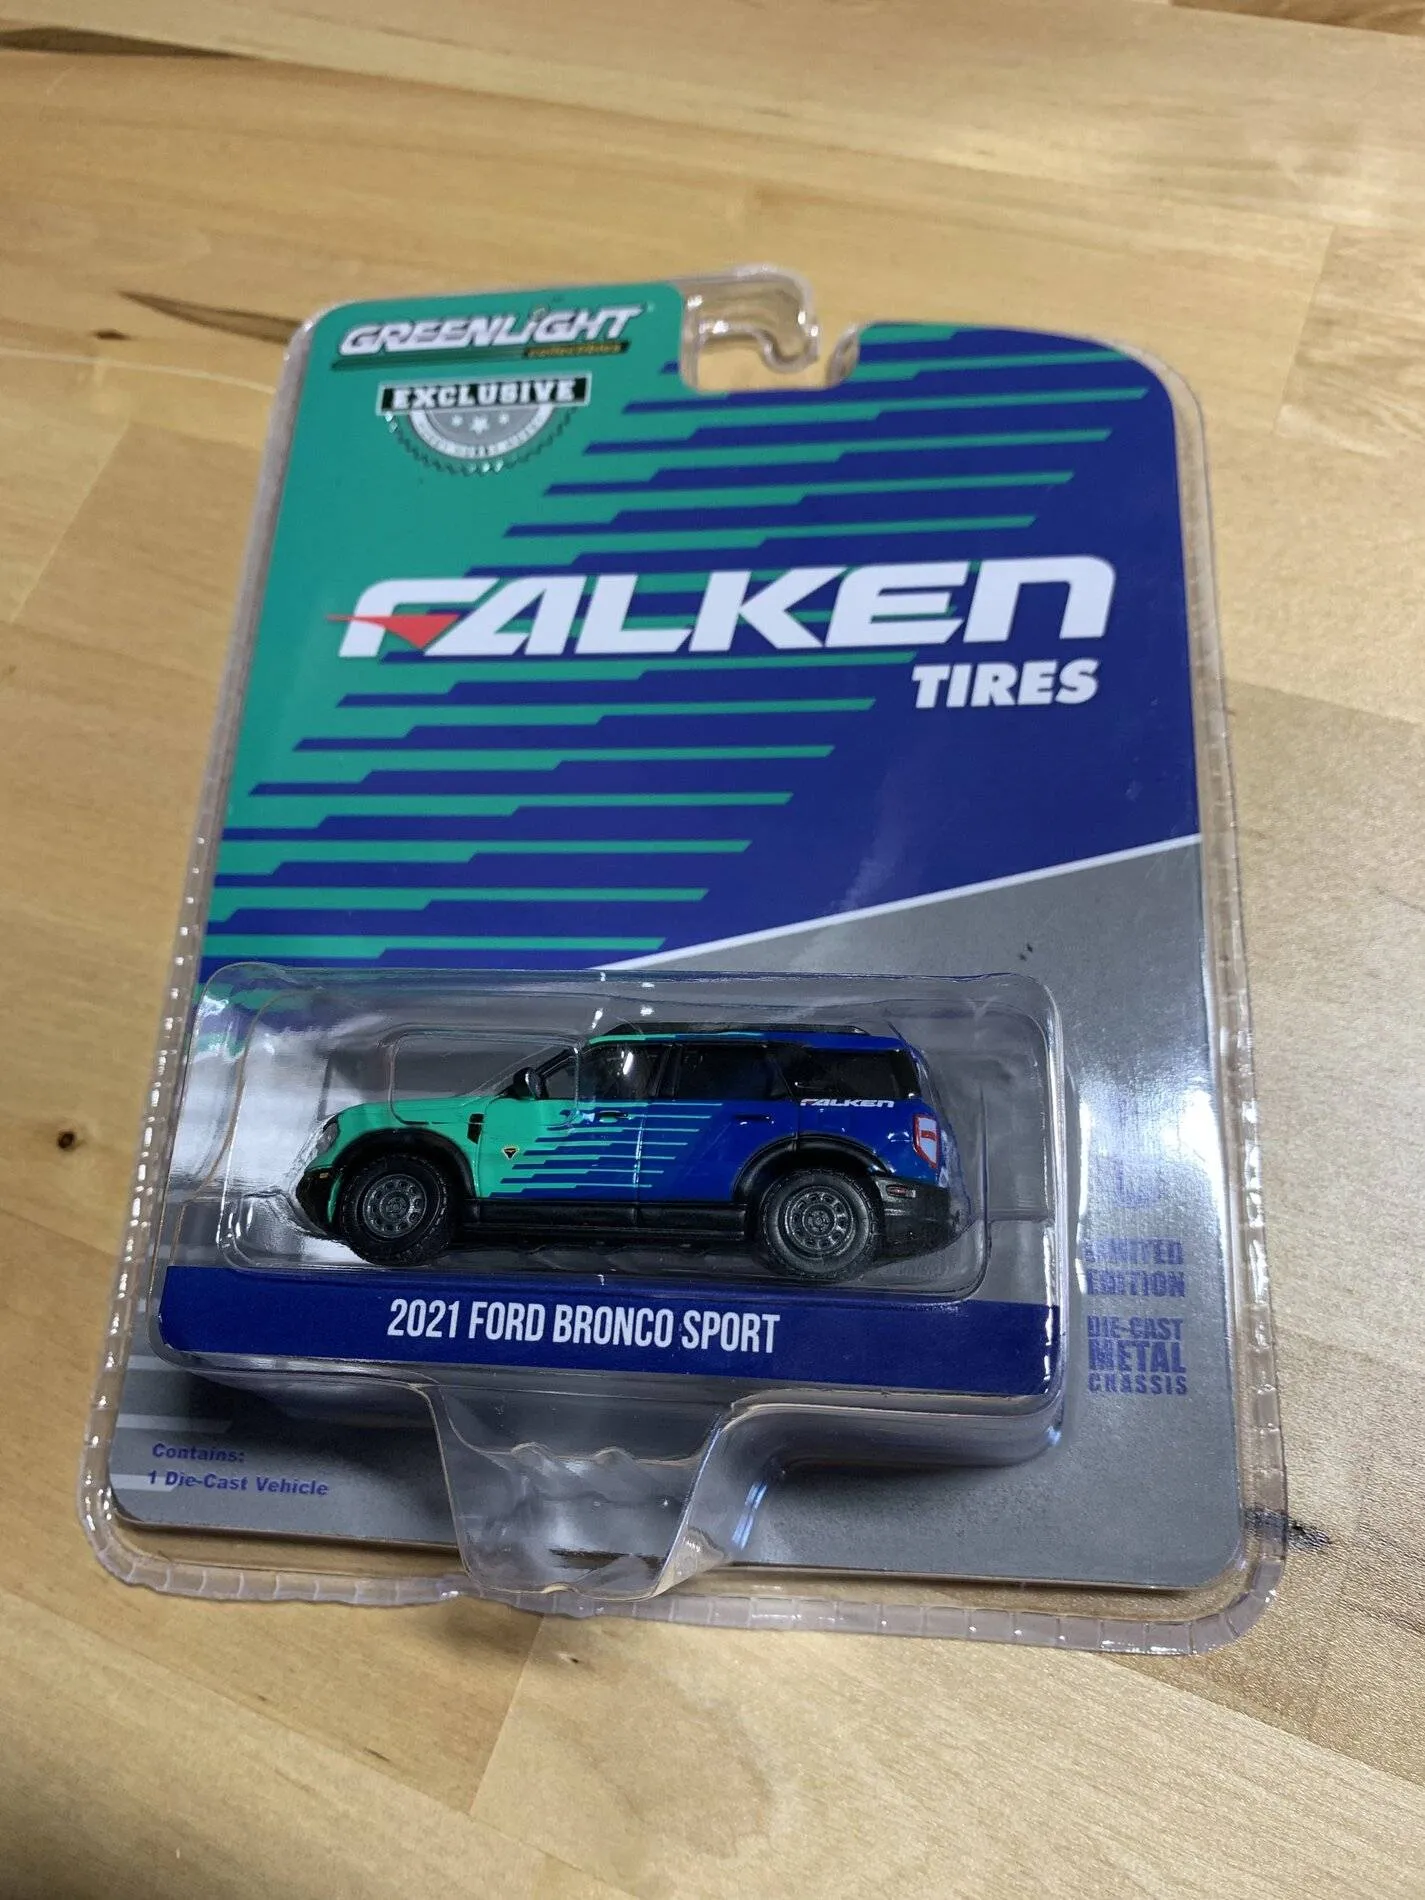 GREENLIGHT
COLLECTIBLES
EXCLUSIVE
FALKEN
TIRES
FALKEN
2021 FORD BRONCO SPORT
LIMITED
EDITION
DIE-CAST
METAL
CHASSIS
Contains:
1 Die-Cast Vehicle